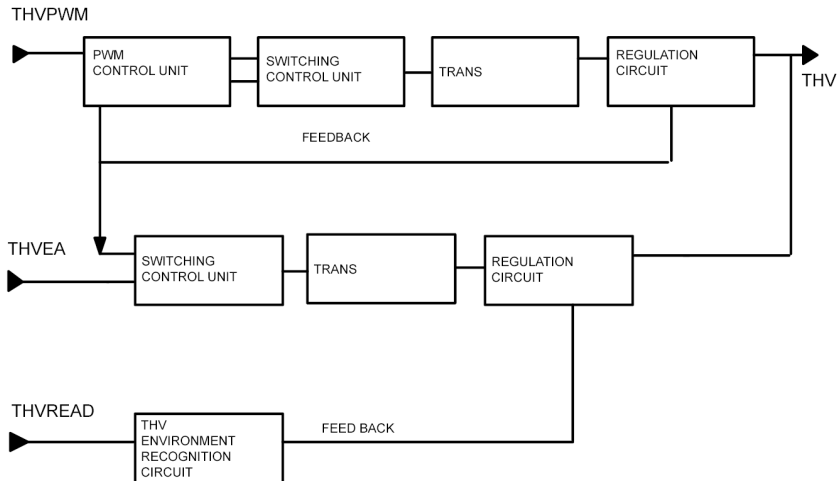 THVPWM
PWM
CONTROL UNIT
SWITCHING
CONTROL UNIT
TRANS
REGULATION
CIRCUIT
THV
FEEDBACK
THVEA
SWITCHING
CONTROL UNIT
TRANS
REGULATION
CIRCUIT
THVREAD
THV
ENVIRONMENT
RECOGNITION
CIRCUIT
FEED BACK